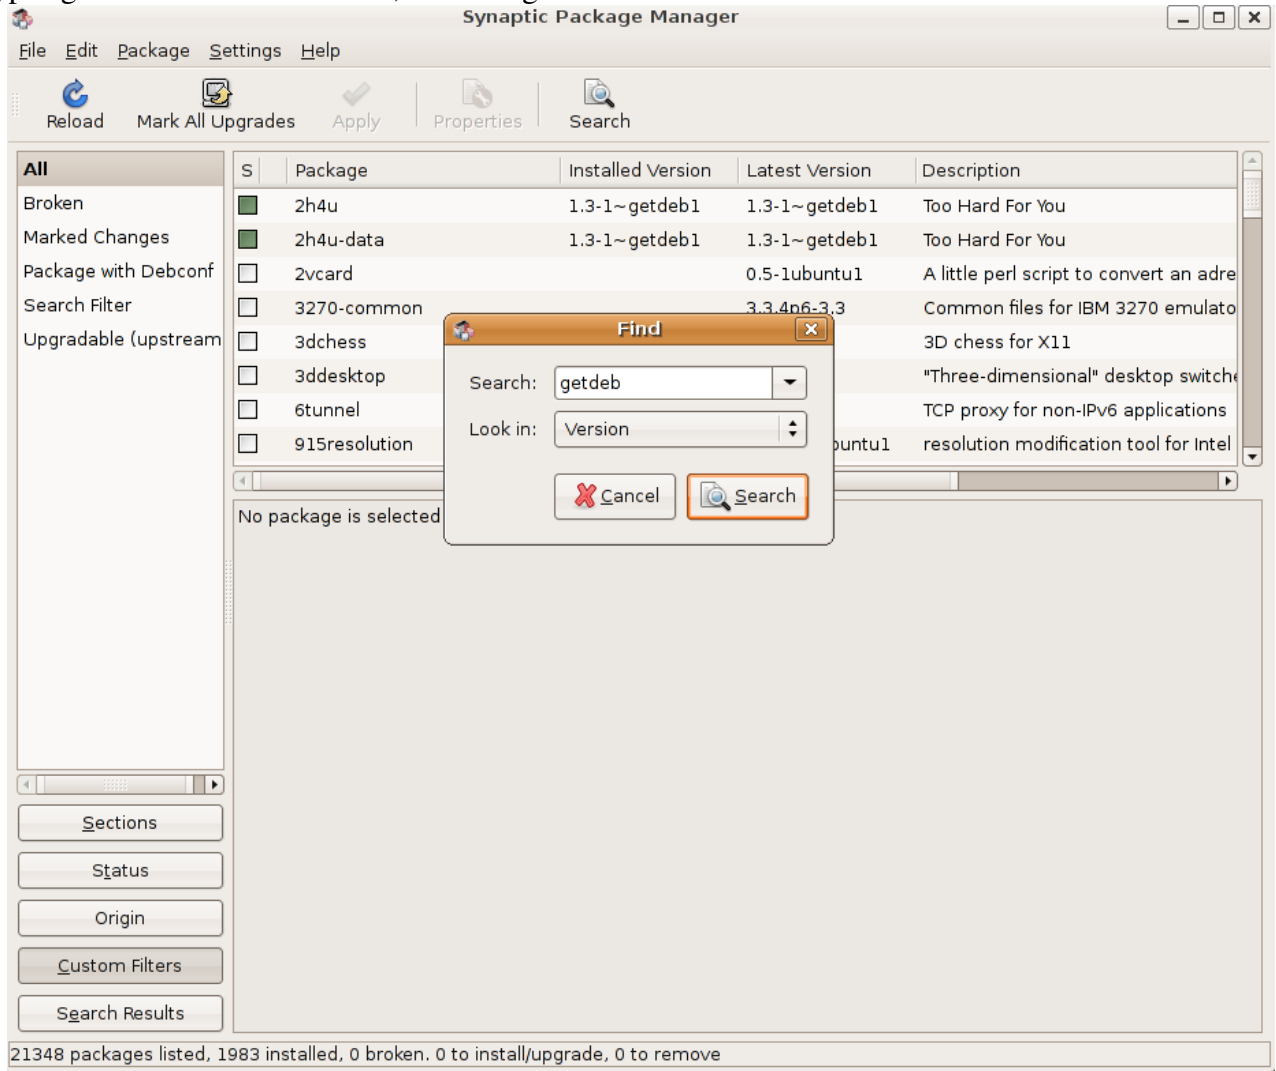 Synaptic Package Manager
File Edit Package Settings Help
Reload Mark All Upgrades Apply Properties Search
All
Broken
Marked Changes
Package with Debconf
Search Filter
Upgradable (upstream
S Package Installed Version Latest Version Description
2h4u 1.3-1~getdeb1 1.3-1~getdeb1 Too Hard For You
2h4u-data 1.3-1~getdeb1 1.3-1~getdeb1 Too Hard For You
2vcard 0.5-1ubuntu1 A little perl script to convert an adre
3270-common 3.3.4p6-3.3 Common files for IBM 3270 emulato
3dchess 3D chess for X11
3ddesktop "Three-dimensional" desktop switche
6tunnel TCP proxy for non-IPv6 applications
915resolution buntu1 resolution modification tool for Intel
Find
Search: getdeb
Look in: Version
Cancel Search
No package is selected
Sections
Status
Origin
Custom Filters
Search Results
21348 packages listed, 1983 installed, 0 broken. 0 to install/upgrade, 0 to remove